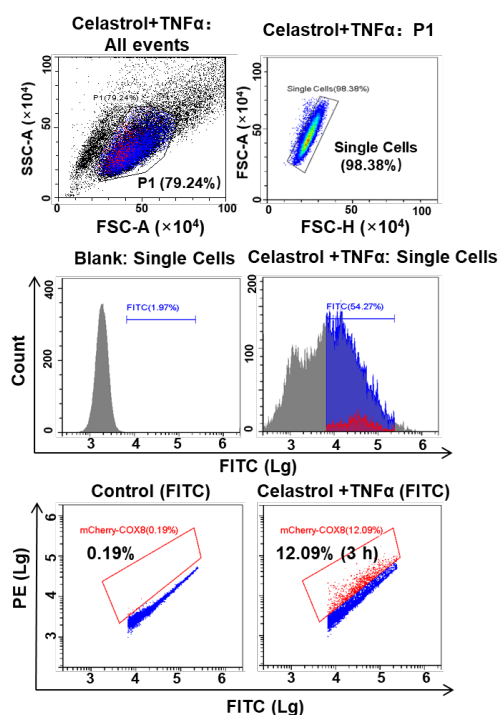 Celastrol+TNFα: Celastrol+TNFα: P1
All events
P1(79.24%)
P1 (79.24%)
SSC-A (×10⁴)
0 50 100
0 50 100
FSC-A (×10⁴)
Single Cells(98.38%)
Single Cells
(98.38%)
FSC-A (×10⁴)
0 50 100
0 50 100
FSC-H (×10⁴)
Blank: Single Cells Celastrol +TNFα: Single Cells
FITC(1.97%)
Count
0 200 400
3 4 5 6
FITC(54.27%)
0 100 200
3 4 5 6
FITC (Lg)
Control (FITC) Celastrol +TNFα (FITC)
mCherry-COX8(0.19%)
0.19%
PE (Lg)
3 4 5 6
3 4 5 6
mCherry-COX8(12.09%)
12.09% (3 h)
3 4 5 6
FITC (Lg)